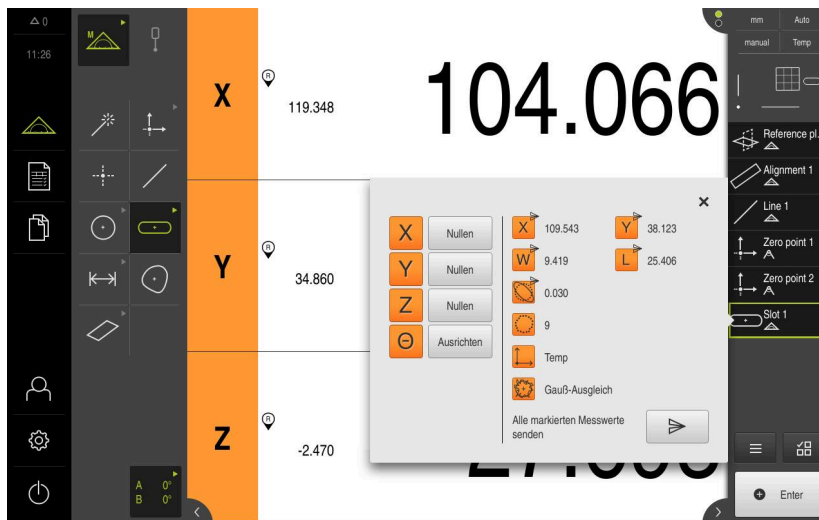 0
11:26
M
A 0°
B 0°
X
R
119.348
104.066
Y
R
34.860
Z
R
-2.470
X Nullen
Y Nullen
Z Nullen
Θ Ausrichten
X 109.543 Y 38.123
W 9.419 L 25.406
0.030
9
Temp
Gauß-Ausgleich
Alle markierten Messwerte
senden
mm Auto
manual Temp
Reference pl.
Alignment 1
Line 1
Zero point 1
Zero point 2
Slot 1
Enter